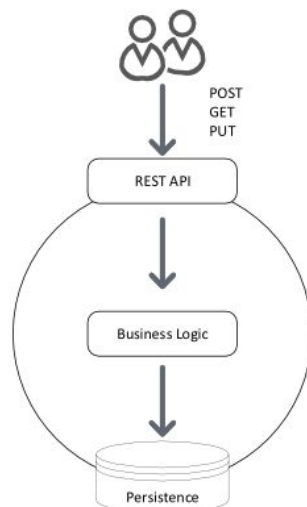 POST
GET
PUT
REST API
Business Logic
Persistence